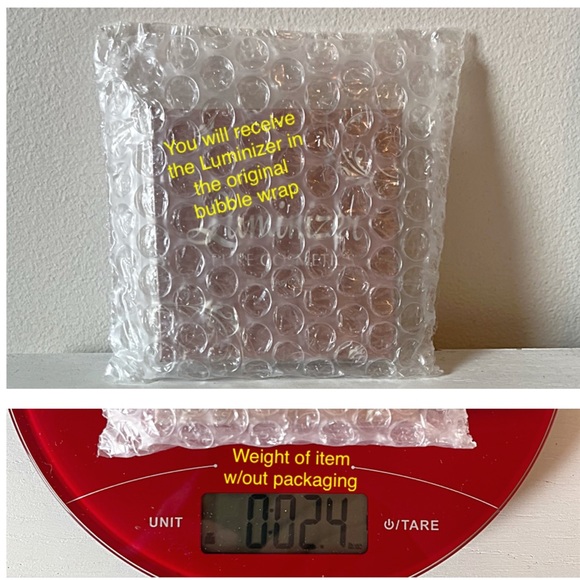 You will receive
the Luminizer in
the original
bubble wrap
Luminizer
Weight of item
w/out packaging
UNIT
0:02.4
⏻/TARE